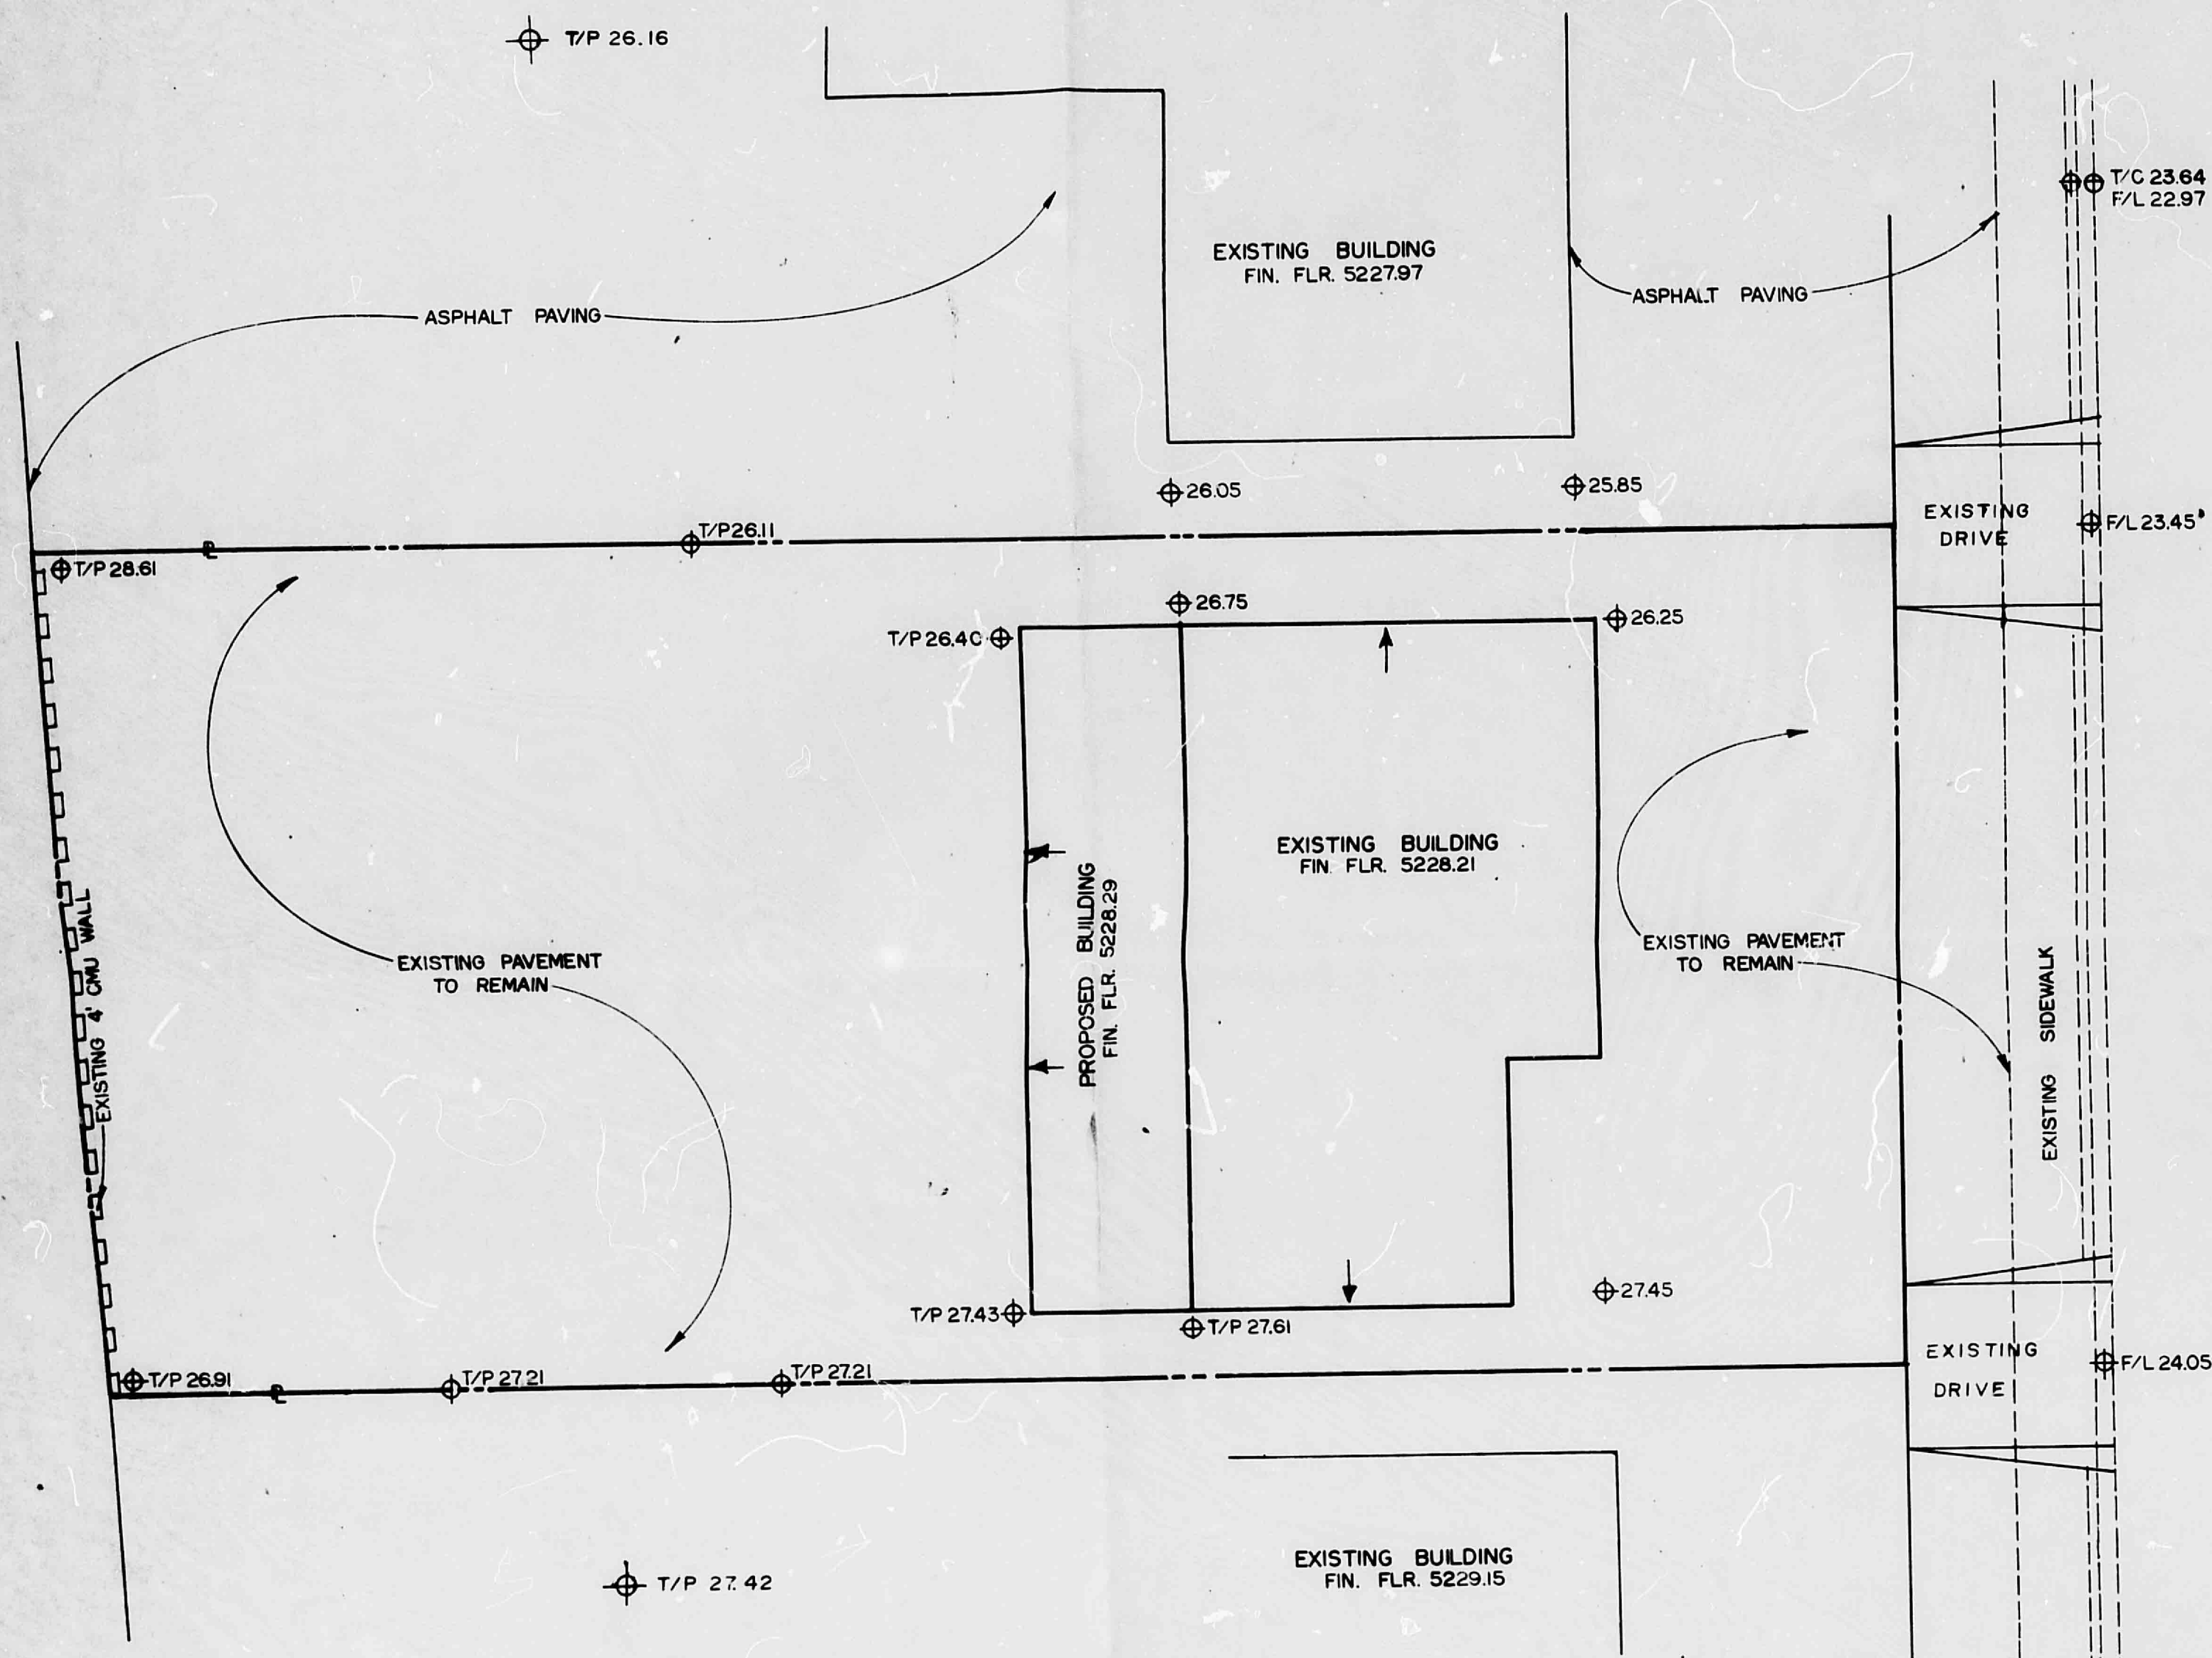 T/P 26.16
T/C 23.64
F/L 22.97
EXISTING BUILDING
FIN. FLR. 5227.97
ASPHALT PAVING
ASPHALT PAVING
26.05
25.85
EXISTING
DRIVE
F/L 23.45
T/P 26.11
T/P 28.61
26.75
26.25
T/P 26.40
EXISTING BUILDING
FIN. FLR. 5228.21
PROPOSED BUILDING
FIN. FLR. 5228.29
EXISTING 4' CMU WALL
EXISTING PAVEMENT
TO REMAIN
EXISTING PAVEMENT
TO REMAIN
EXISTING SIDEWALK
27.45
T/P 27.43
T/P 27.61
EXISTING
DRIVE
F/L 24.05
T/P 26.91
T/P 27.21
T/P 27.21
EXISTING BUILDING
FIN. FLR. 5229.15
T/P 27.42